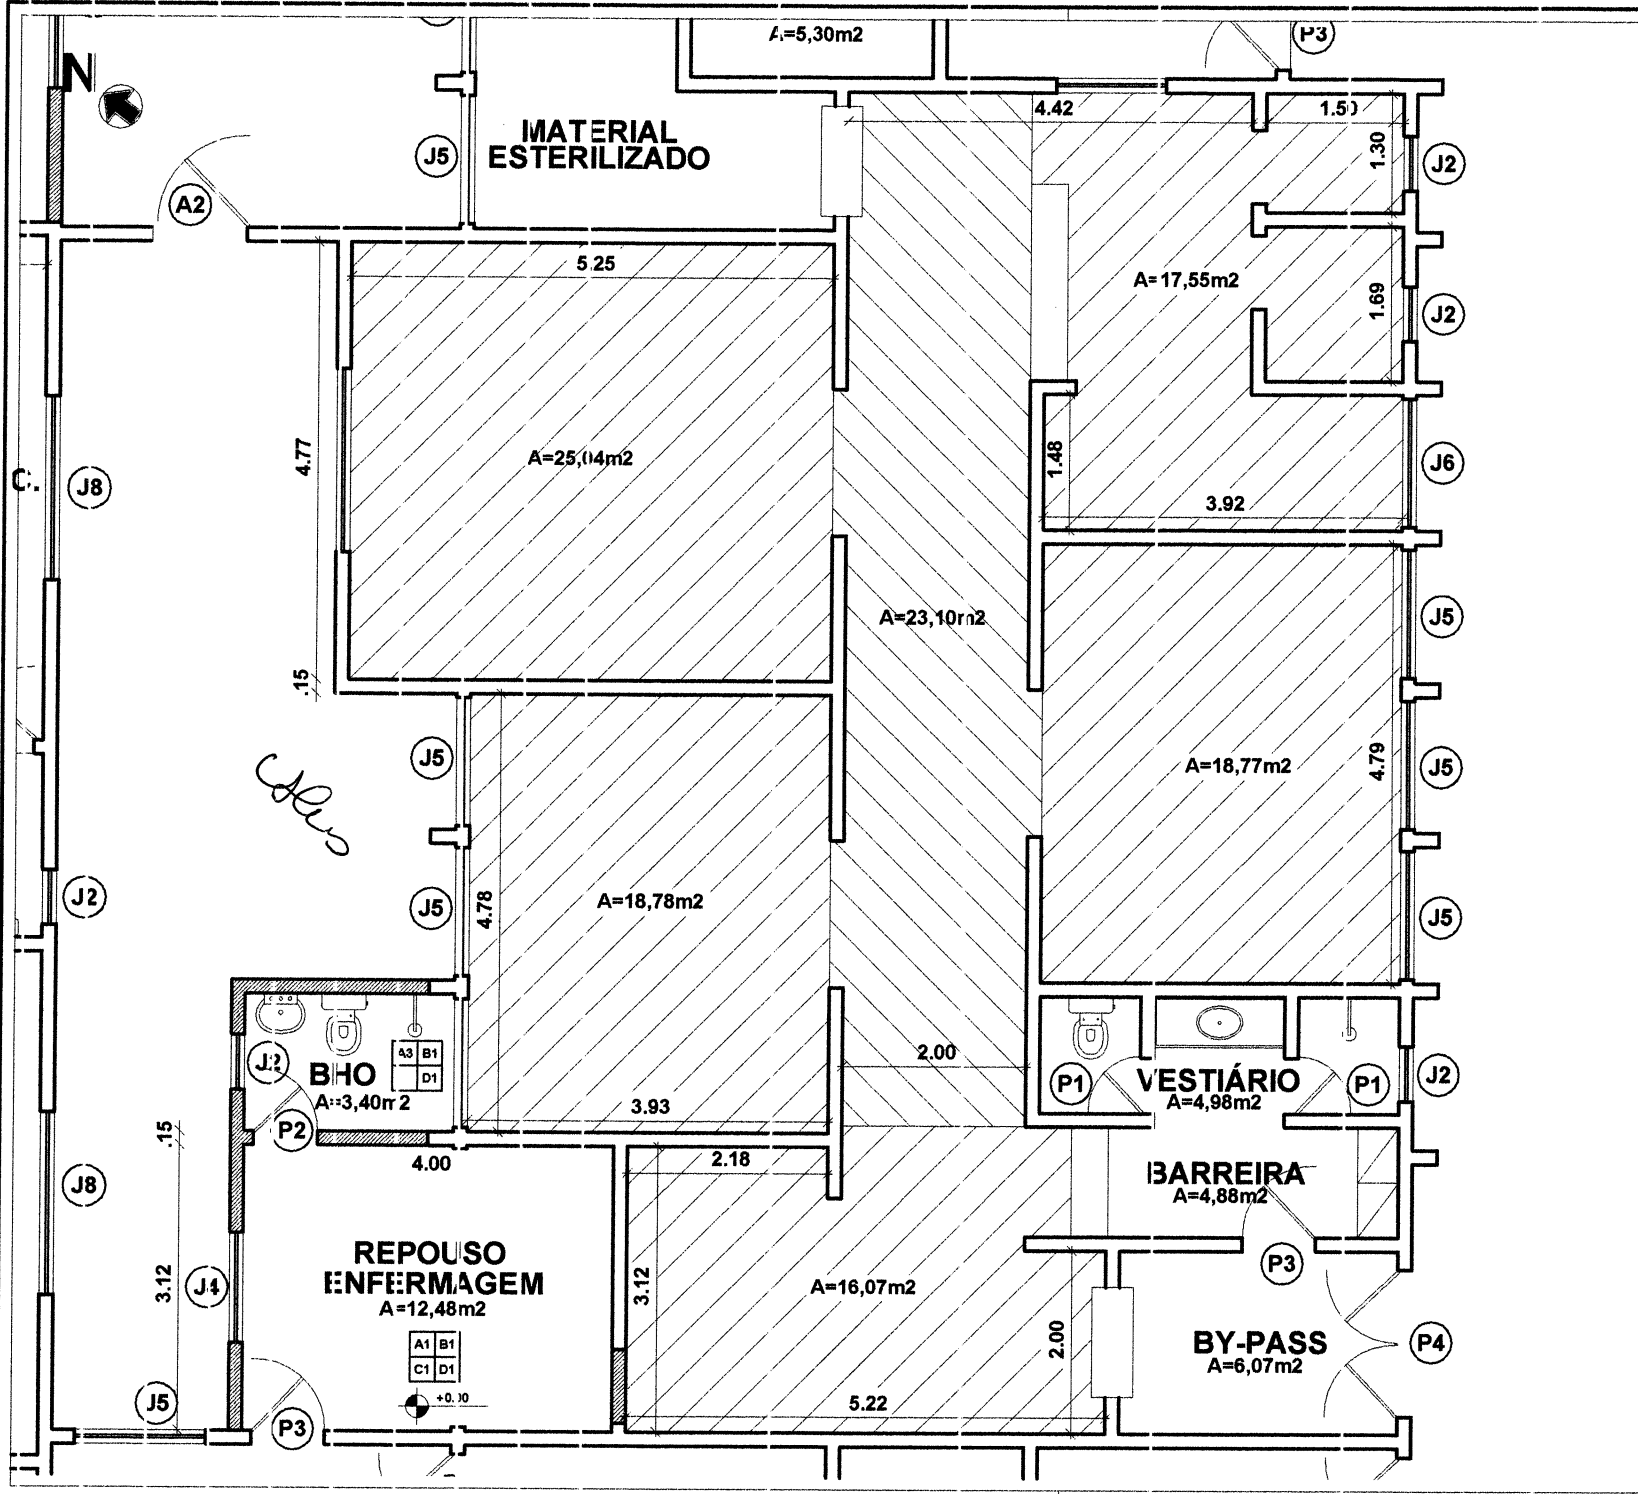 A=5,30m2
P3
N
4.42
1.50
MATERIAL
ESTERILIZADO
J5
1.30
J2
A2
5.25
A=17,55m2
1.69
J2
4.77
A=25,04m2
1.48
J6
C.
J8
3.92
A=23,10m2
J5
.15
J5
A=18,77m2
4.79
J5
J2
J5
4.78
A=18,78m2
J5
2.00
J2
BHO
A=3,40m2
A3 B1
D1
P1
VESTIÁRIO
A=4,98m2
P1
J2
3.93
.15
P2
4.00
2.18
J8
BARREIRA
A=4,88m2
REPOUSO
ENFERMAGEM
A=12,48m2
P3
3.12
J4
3.12
A=16,07m2
2.00
BY-PASS
A=6,07m2
P4
A1 B1
C1 D1
+0.00
5.22
J5
P3